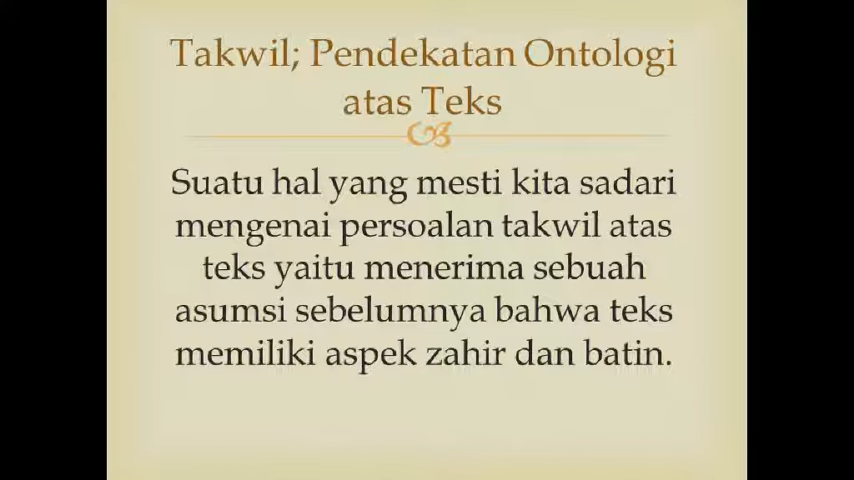 Takwil; Pendekatan Ontologi
atas Teks
Suatu hal yang mesti kita sadari
mengenai persoalan takwil atas
teks yaitu menerima sebuah
asumsi sebelumnya bahwa teks
memiliki aspek zahir dan batin.